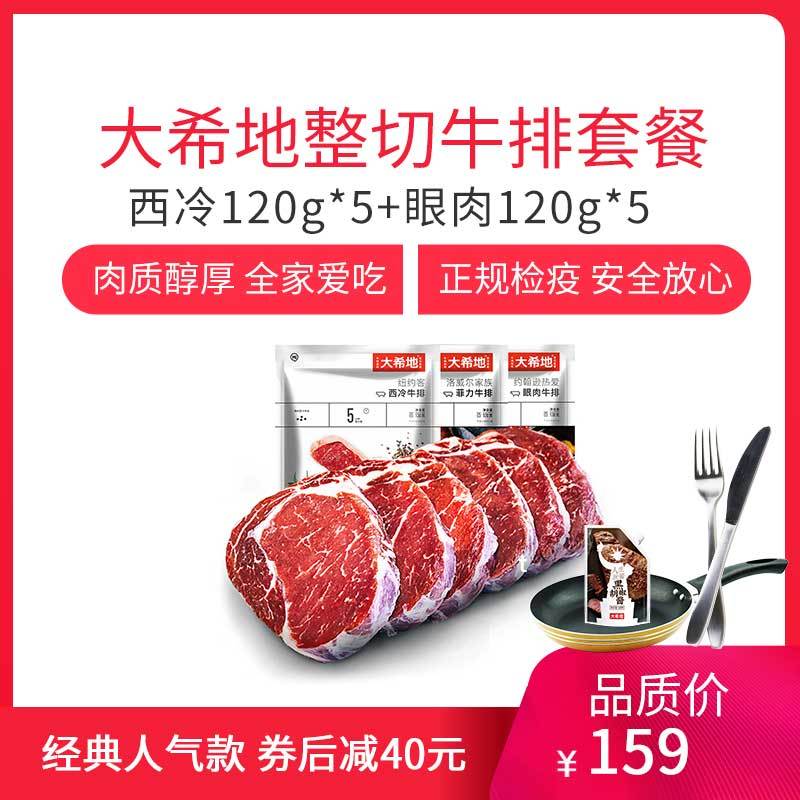 大希地整切牛排套餐
西冷120g*5+眼肉120g*5
肉质醇厚 全家爱吃
正规检疫 安全放心
大希地
纽约客
西冷牛排
5
大希地
洛威尔家族
菲力牛排
大希地
约翰逊热爱
眼肉牛排
黑胡椒酱
大希地
品质价
¥159
经典人气款 券后减40元